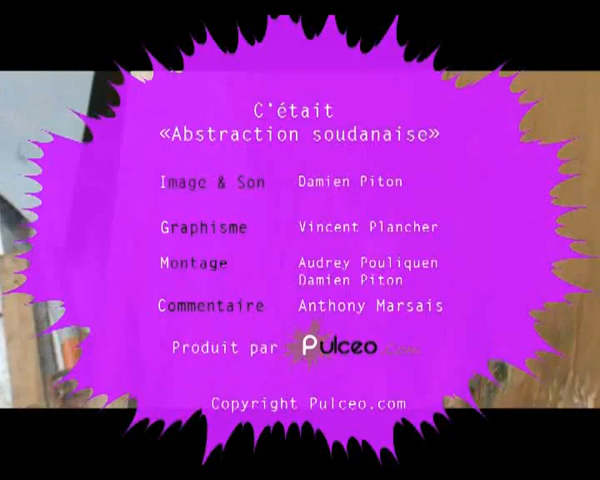 C'était
«Abstraction soudanaise»
Image & Son Damien Piton
Graphisme Vincent Plancher
Montage Audrey Pouliquen
Damien Piton
Commentaire Anthony Marsais
Produit par Pulceo.com
Copyright Pulceo.com